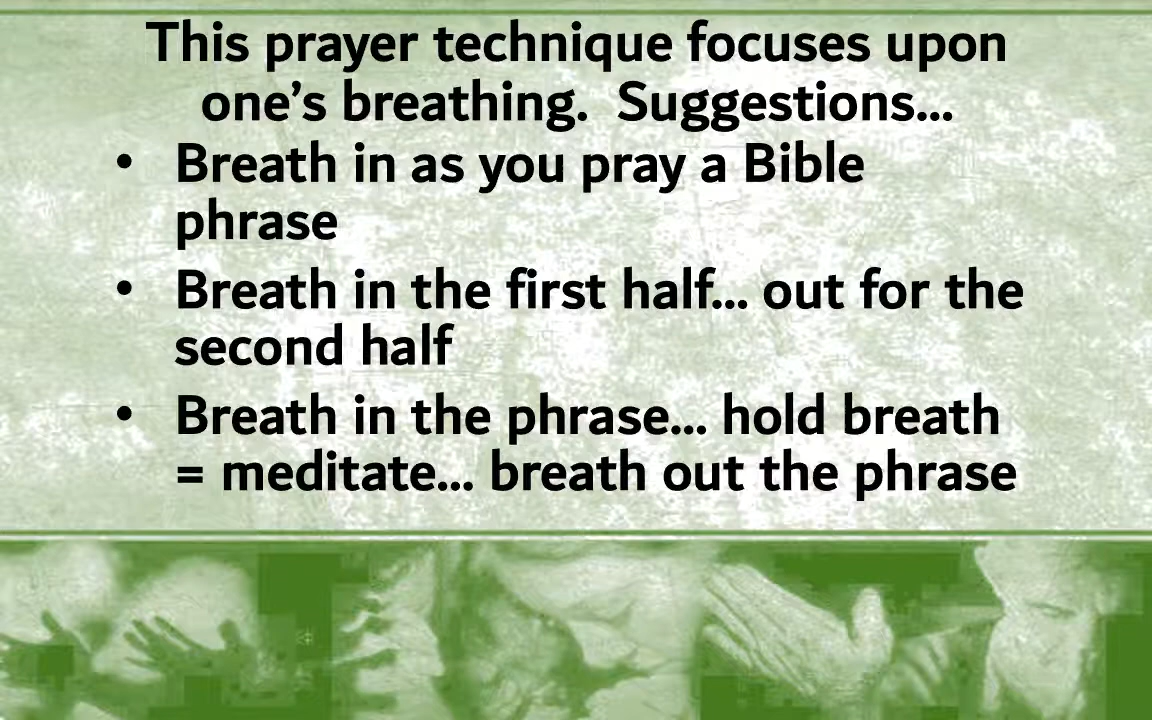 This prayer technique focuses upon
one’s breathing.  Suggestions…
• Breath in as you pray a Bible
phrase
• Breath in the first half… out for the
second half
• Breath in the phrase… hold breath
= meditate… breath out the phrase